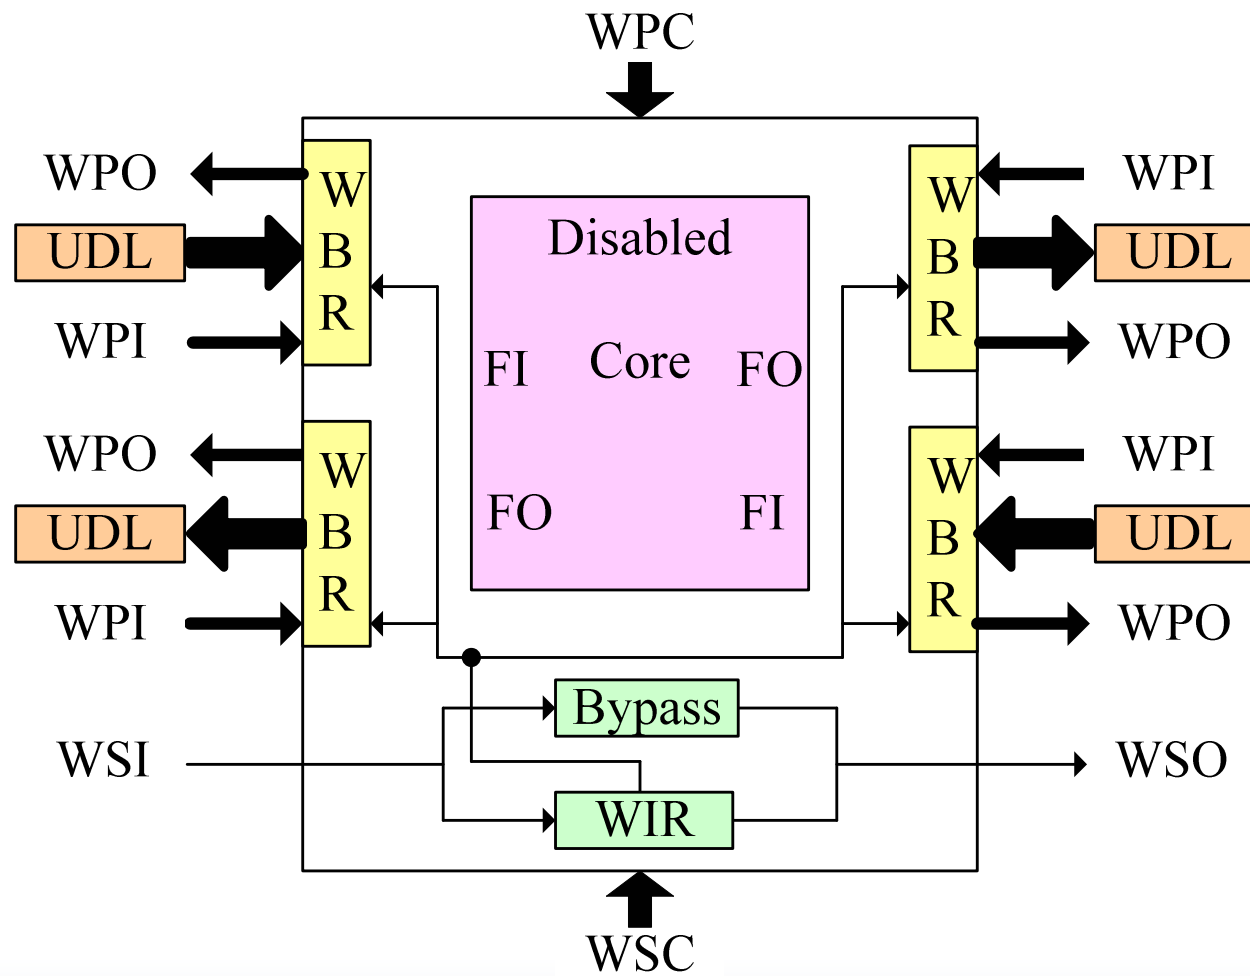 WPC
WPO
WPI
UDL
UDL
WPI
WPO
W
B
R
W
B
R
Disabled
Core
FI
FO
FO
FI
WPO
WPI
UDL
UDL
WPI
WPO
W
B
R
W
B
R
Bypass
WSI
WSO
WIR
WSC